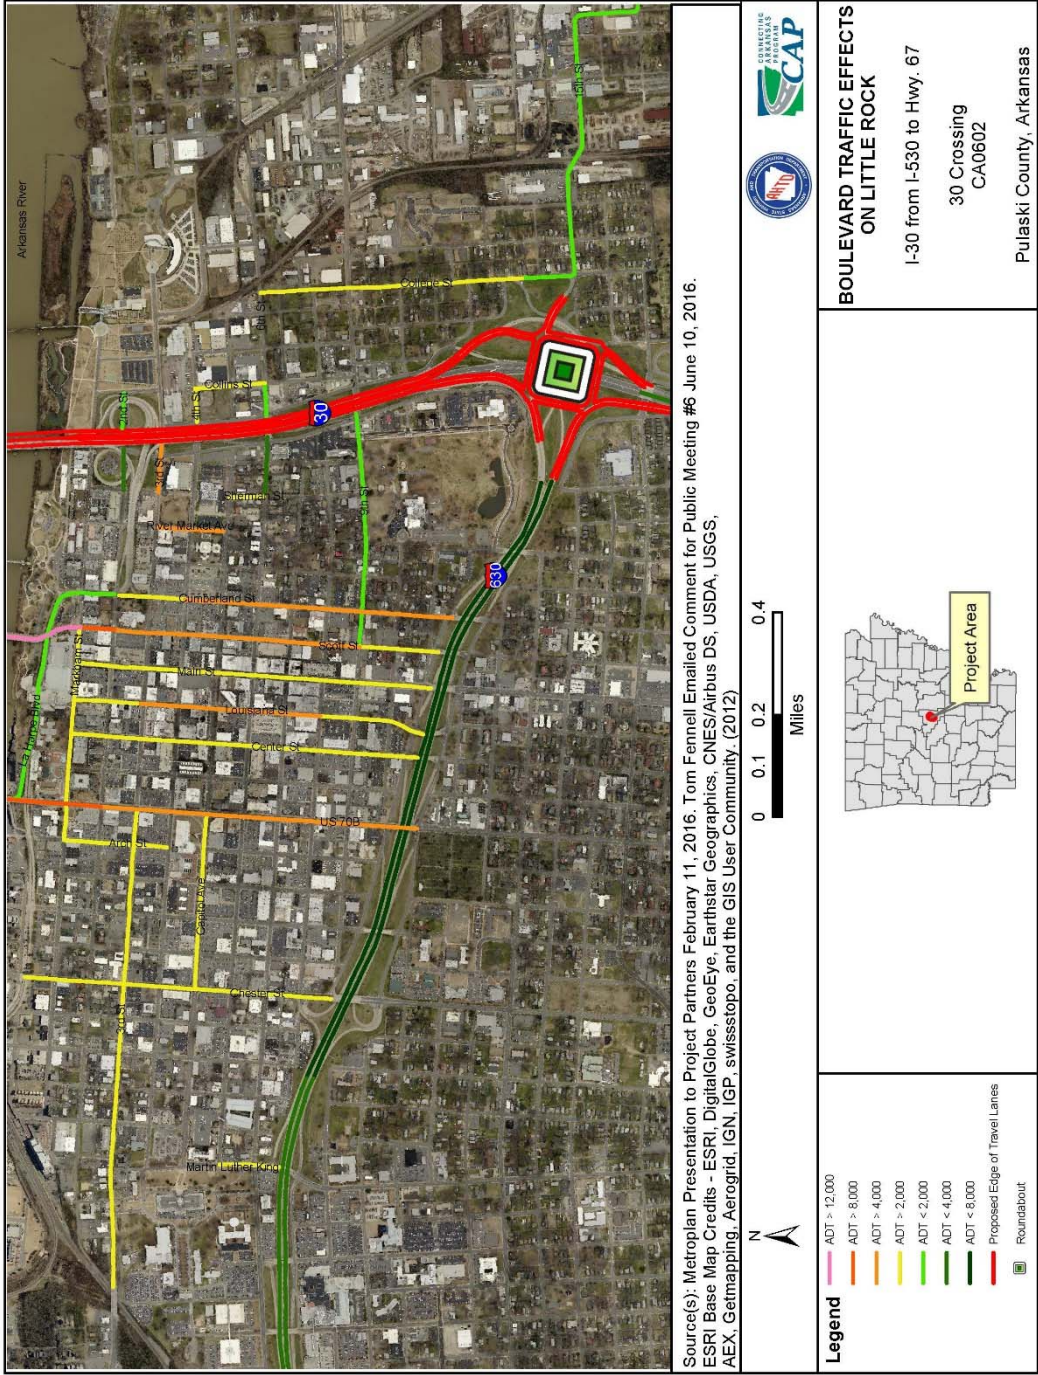 Arkansas River
15th St
College St
6th St
Collins St
4th St
2nd St
30
3rd St
Sherman St
River Market Ave
9th St
630
Cumberland St
Scott St
Main St
Markham St
La Harpe Blvd
Louisiana St
Center St
US 70B
Arch St
Capitol Ave
Chester St
3rd St
Martin Luther King
Source(s): Metroplan Presentation to Project Partners February 11, 2016. Tom Fennell Emailed Comment for Public Meeting #6 June 10, 2016.
ESRI Base Map Credits - ESRI, DigitalGlobe, GeoEye, Earthstar Geographics, CNES/Airbus DS, USDA, USGS,
AEX, Getmapping, Aerogrid, IGN, IGP, swisstopo, and the GIS User Community. (2012)
N
0 0.1 0.2 0.4
Miles
AHTD
CONNECTING
ARKANSAS
PROGRAM
CAP
Legend
ADT > 12,000
ADT > 8,000
ADT > 4,000
ADT > 2,000
ADT < 2,000
ADT < 4,000
ADT < 8,000
Proposed Edge of Travel Lanes
Roundabout
Project Area
BOULEVARD TRAFFIC EFFECTS
ON LITTLE ROCK
I-30 from I-530 to Hwy. 67
30 Crossing
CA0602
Pulaski County, Arkansas